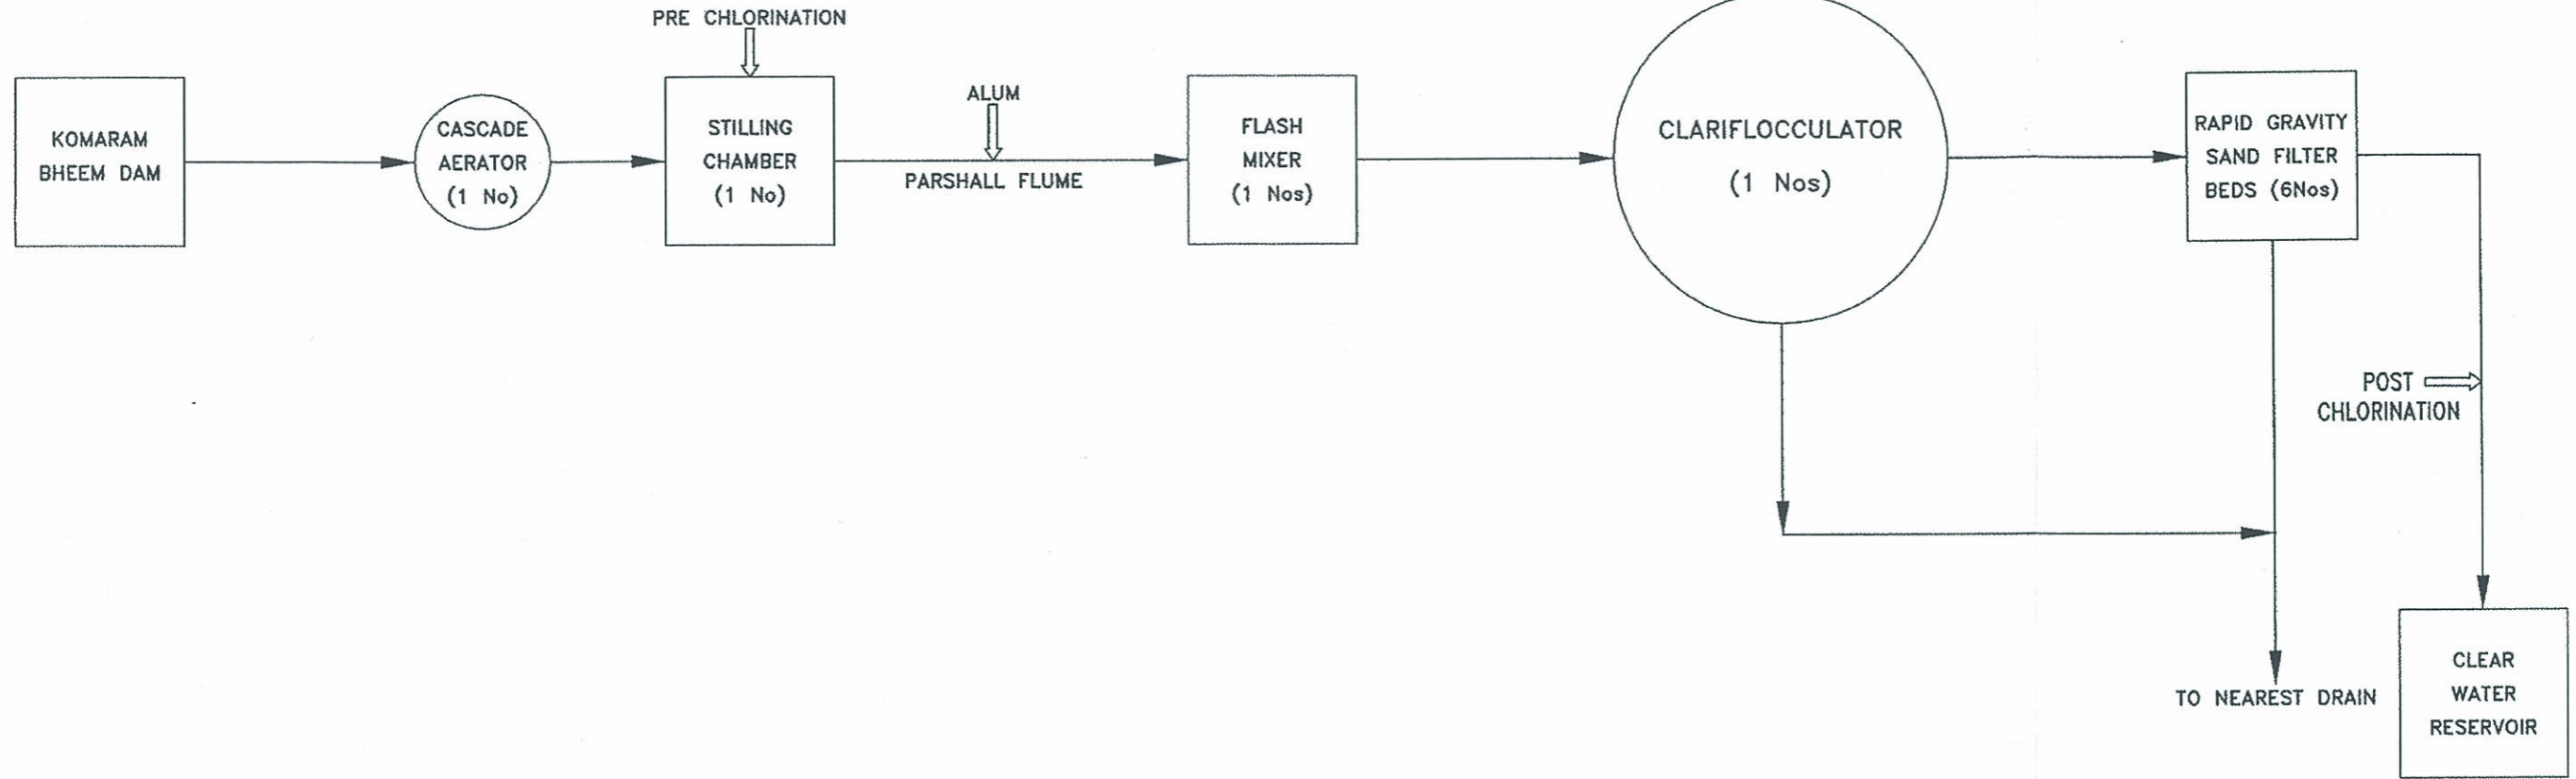 PRE CHLORINATION
KOMARAM
BHEEM DAM
CASCADE
AERATOR
(1 No)
STILLING
CHAMBER
(1 No)
ALUM
PARSHALL FLUME
FLASH
MIXER
(1 Nos)
CLARIFLOCCULATOR
(1 Nos)
RAPID GRAVITY
SAND FILTER
BEDS (6Nos)
POST
CHLORINATION
TO NEAREST DRAIN
CLEAR
WATER
RESERVOIR